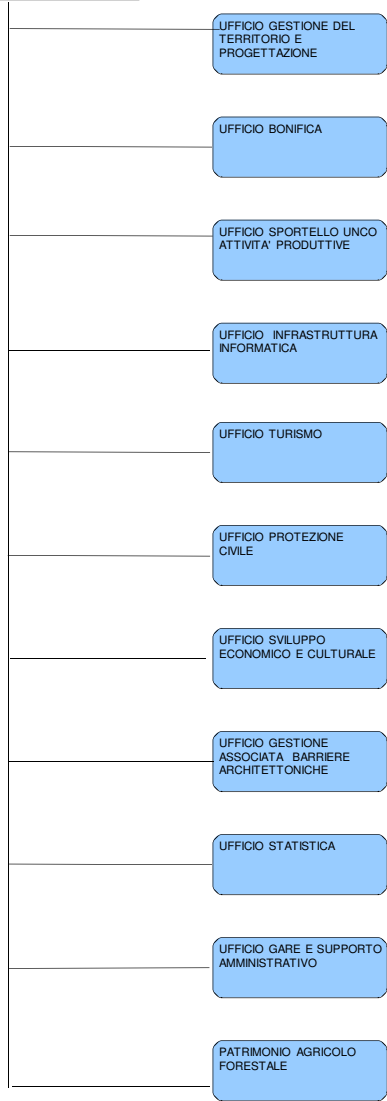 UFFICIO GESTIONE DEL
TERRITORIO E
PROGETTAZIONE
UFFICIO BONIFICA
UFFICIO SPORTELLO UNCO
ATTIVITA' PRODUTTIVE
UFFICIO INFRASTRUTTURA
INFORMATICA
UFFICIO TURISMO
UFFICIO PROTEZIONE
CIVILE
UFFICIO SVILUPPO
ECONOMICO E CULTURALE
UFFICIO GESTIONE
ASSOCIATA BARRIERE
ARCHITETTONICHE
UFFICIO STATISTICA
UFFICIO GARE E SUPPORTO
AMMINISTRATIVO
PATRIMONIO AGRICOLO
FORESTALE